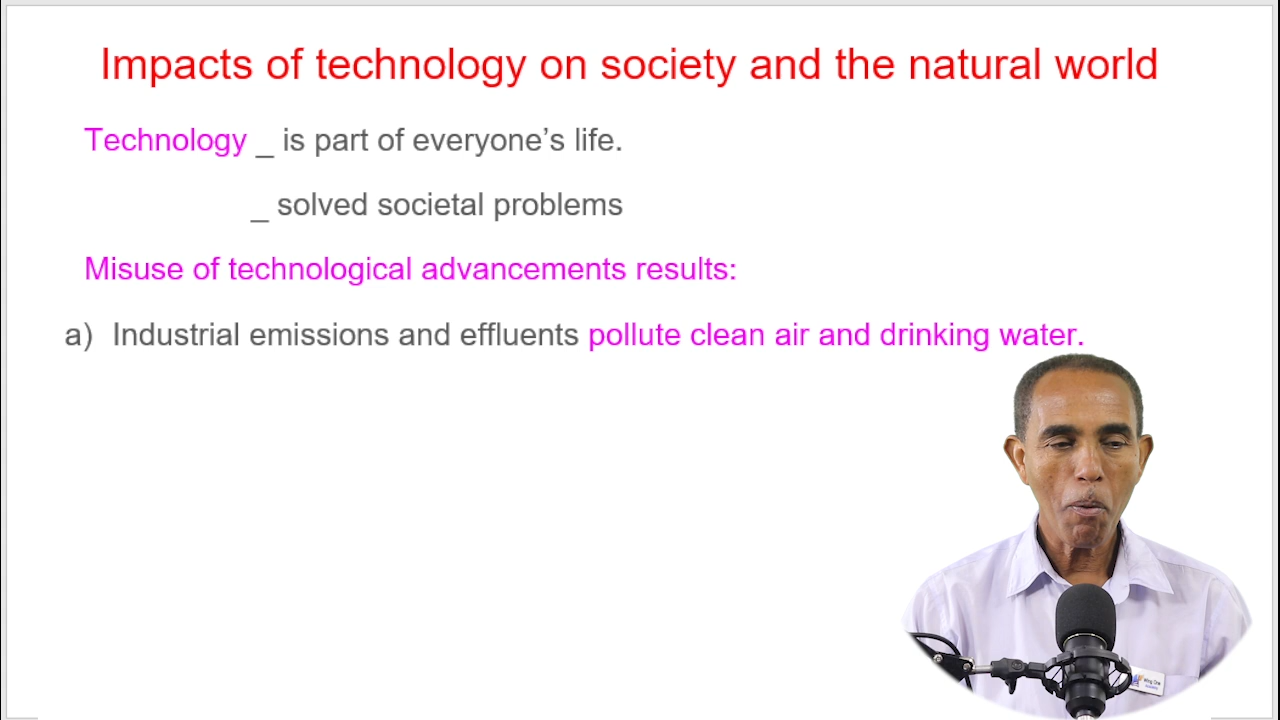 Impacts of technology on society and the natural world
Technology _ is part of everyone’s life.
_ solved societal problems
Misuse of technological advancements results:
a) Industrial emissions and effluents pollute clean air and drinking water.